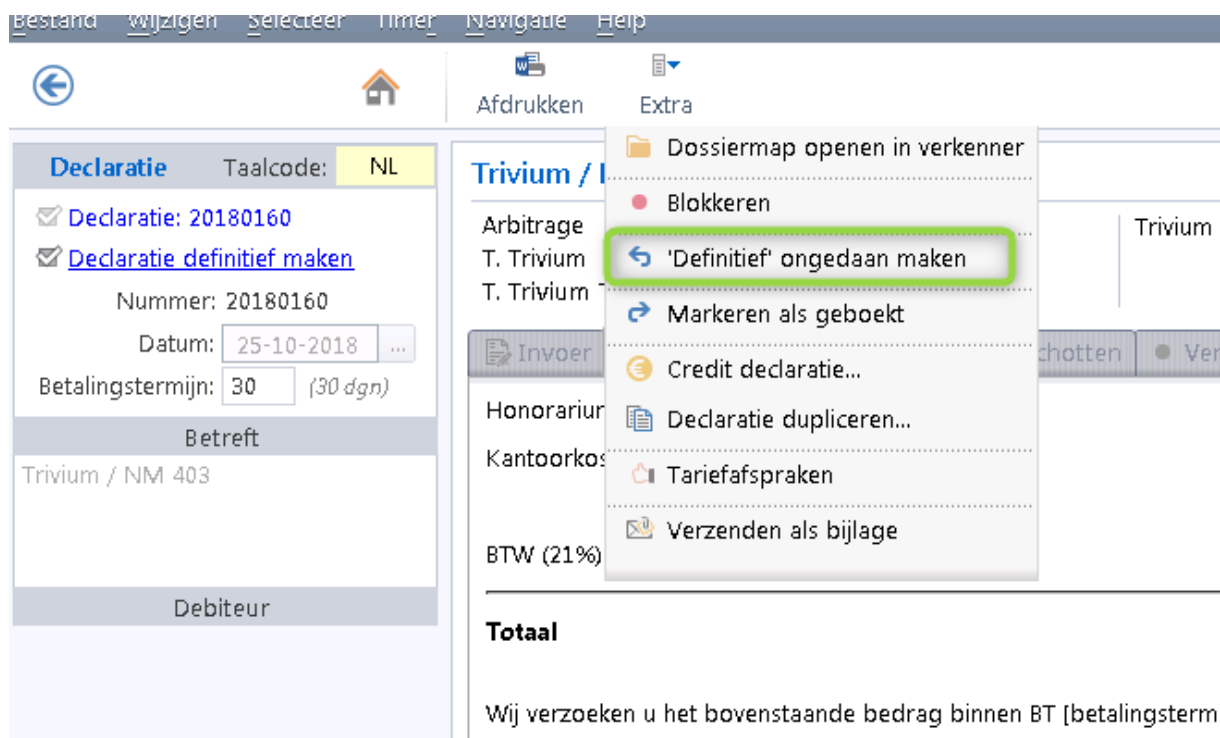 Bestand Wijzigen Selecteer Timer Navigatie Help
Afdrukken Extra
Declaratie Taalcode: NL
Declaratie: 20180160
Declaratie definitief maken
Nummer: 20180160
Datum: 25-10-2018 ...
Betalingstermijn: 30 (30 dgn)
Betreft
Trivium / NM 403
Debiteur
Dossiermap openen in verkenner
Blokkeren
'Definitief' ongedaan maken
Markeren als geboekt
Credit declaratie...
Declaratie dupliceren...
Tariefafspraken
Verzenden als bijlage
Trivium /
Arbitrage Trivium
T. Trivium
T. Trivium
Invoer chotten Ver
Honorariur
Kantoorkos
BTW (21%)
Totaal
Wij verzoeken u het bovenstaande bedrag binnen BT [betalingsterm